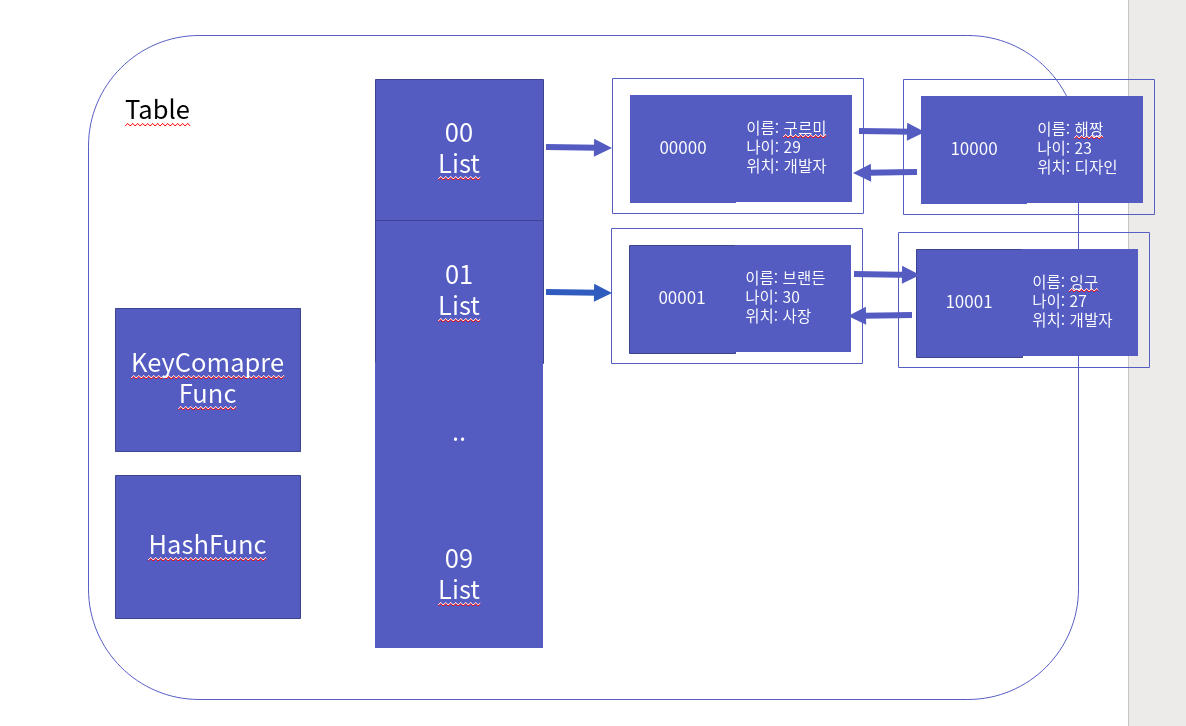 Table
00
List
00000
이름: 구르미
나이: 29
위치: 개발자
10000
이름: 해짱
나이: 23
위치: 디자인
01
List
00001
이름: 브랜든
나이: 30
위치: 사장
10001
이름: 잉구
나이: 27
위치: 개발자
KeyComapre
Func
..
HashFunc
09
List